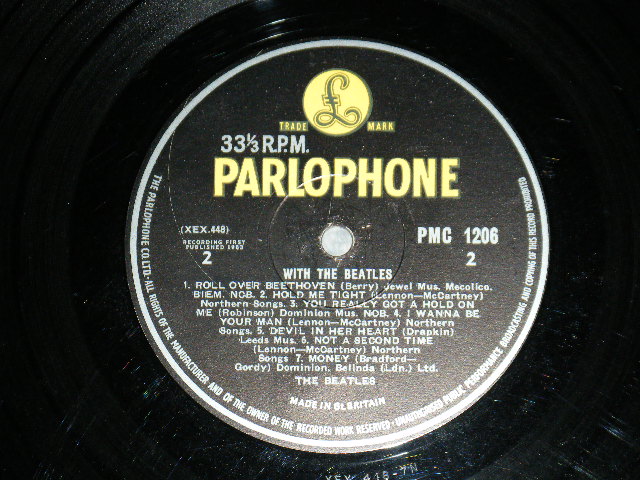 £
TRADE MARK
33⅓ R.P.M.
PARLOPHONE
(XEX.448)
RECORDING FIRST
PUBLISHED 1963
2
PMC 1206
2
WITH THE BEATLES
1. ROLL OVER BEETHOVEN (Berry) Jewel Mus. Mecolico.
BIEM. NCB. 2. HOLD ME TIGHT (Lennon—McCartney)
Northern Songs. 3. YOU REALLY GOT A HOLD ON
ME (Robinson) Dominion Mus. NCB. 4. I WANNA BE
YOUR MAN (Lennon—McCartney) Northern
Songs. 5. DEVIL IN HER HEART (Drapkin)
Leeds Mus. 6. NOT A SECOND TIME
(Lennon—McCartney) Northern
Songs 7. MONEY (Bradford—
Gordy) Dominion, Belinda (Ldn.) Ltd.
THE BEATLES
MADE IN GT. BRITAIN
THE PARLOPHONE CO. LTD.—ALL RIGHTS OF THE MANUFACTURER AND OF THE OWNER OF THE RECORDED WORK RESERVED—UNAUTHORISED PUBLIC PERFORMANCE BROADCASTING AND COPYING OF THIS RECORD PROHIBITED